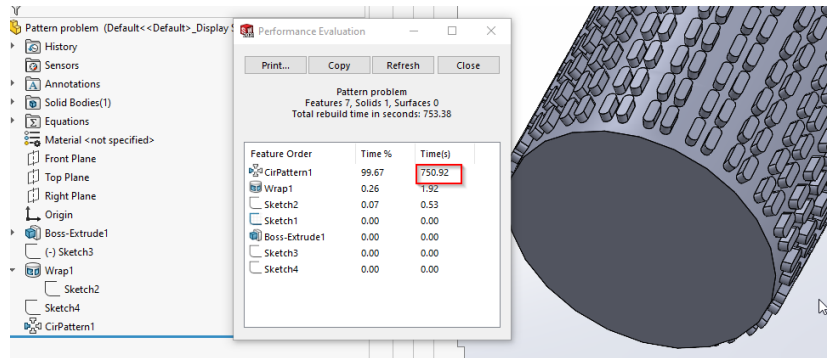 Pattern problem (Default<<Default>_Display S
History
Sensors
Annotations
Solid Bodies(1)
Equations
Material <not specified>
Front Plane
Top Plane
Right Plane
Origin
Boss-Extrude1
(-) Sketch3
Wrap1
Sketch2
Sketch4
CirPattern1
Performance Evaluation
Print... Copy Refresh Close
Pattern problem
Features 7, Solids 1, Surfaces 0
Total rebuild time in seconds: 753.38
Feature Order Time % Time(s)
CirPattern1 99.67 750.92
Wrap1 0.26 1.92
Sketch2 0.07 0.53
Sketch1 0.00 0.00
Boss-Extrude1 0.00 0.00
Sketch3 0.00 0.00
Sketch4 0.00 0.00